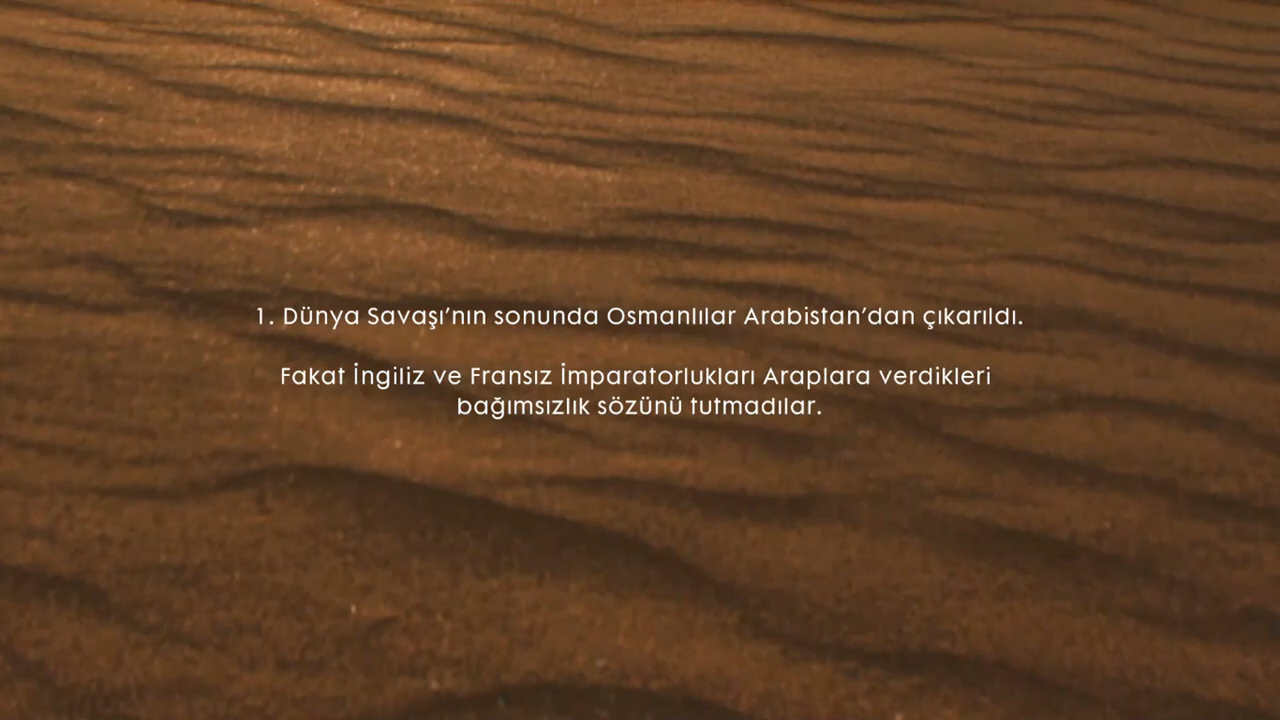 1. Dünya Savaşı’nın sonunda Osmanlılar Arabistan’dan çıkarıldı.
Fakat İngiliz ve Fransız İmparatorlukları Araplara verdikleri
bağımsızlık sözünü tutmadılar.